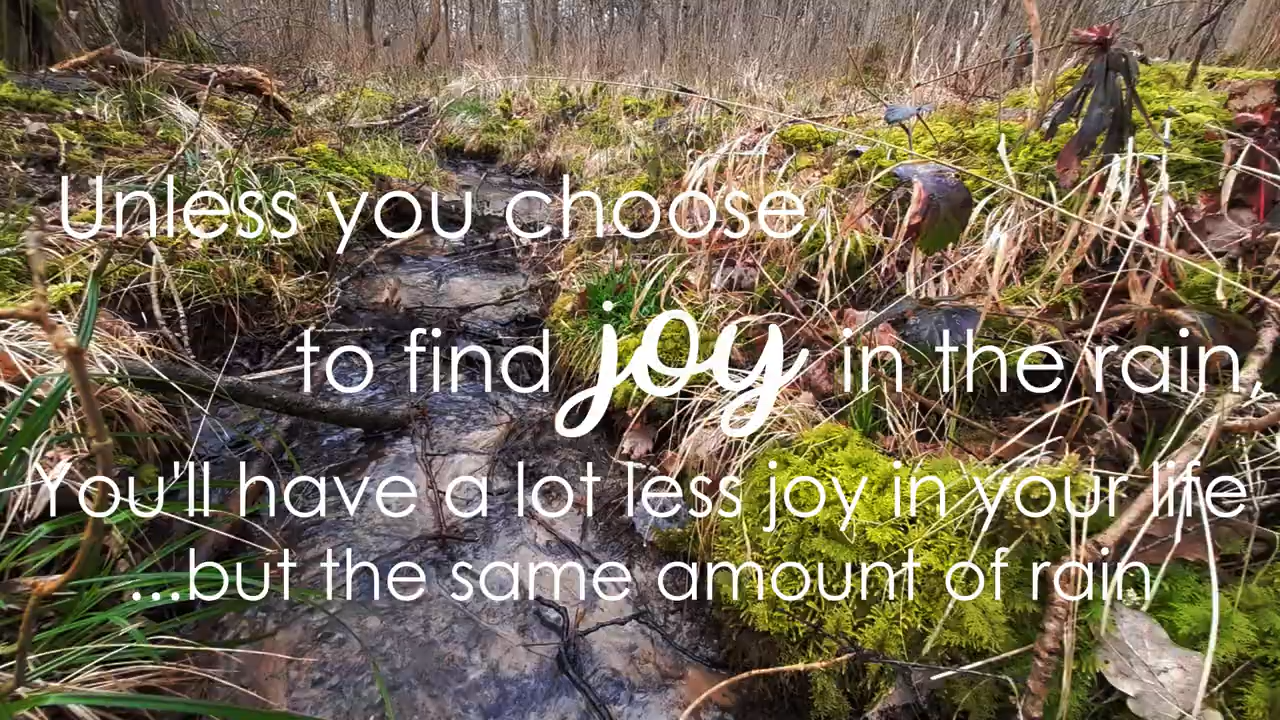 Unless you choose
to find joy in the rain,
You'll have a lot less joy in your life
...but the same amount of rain